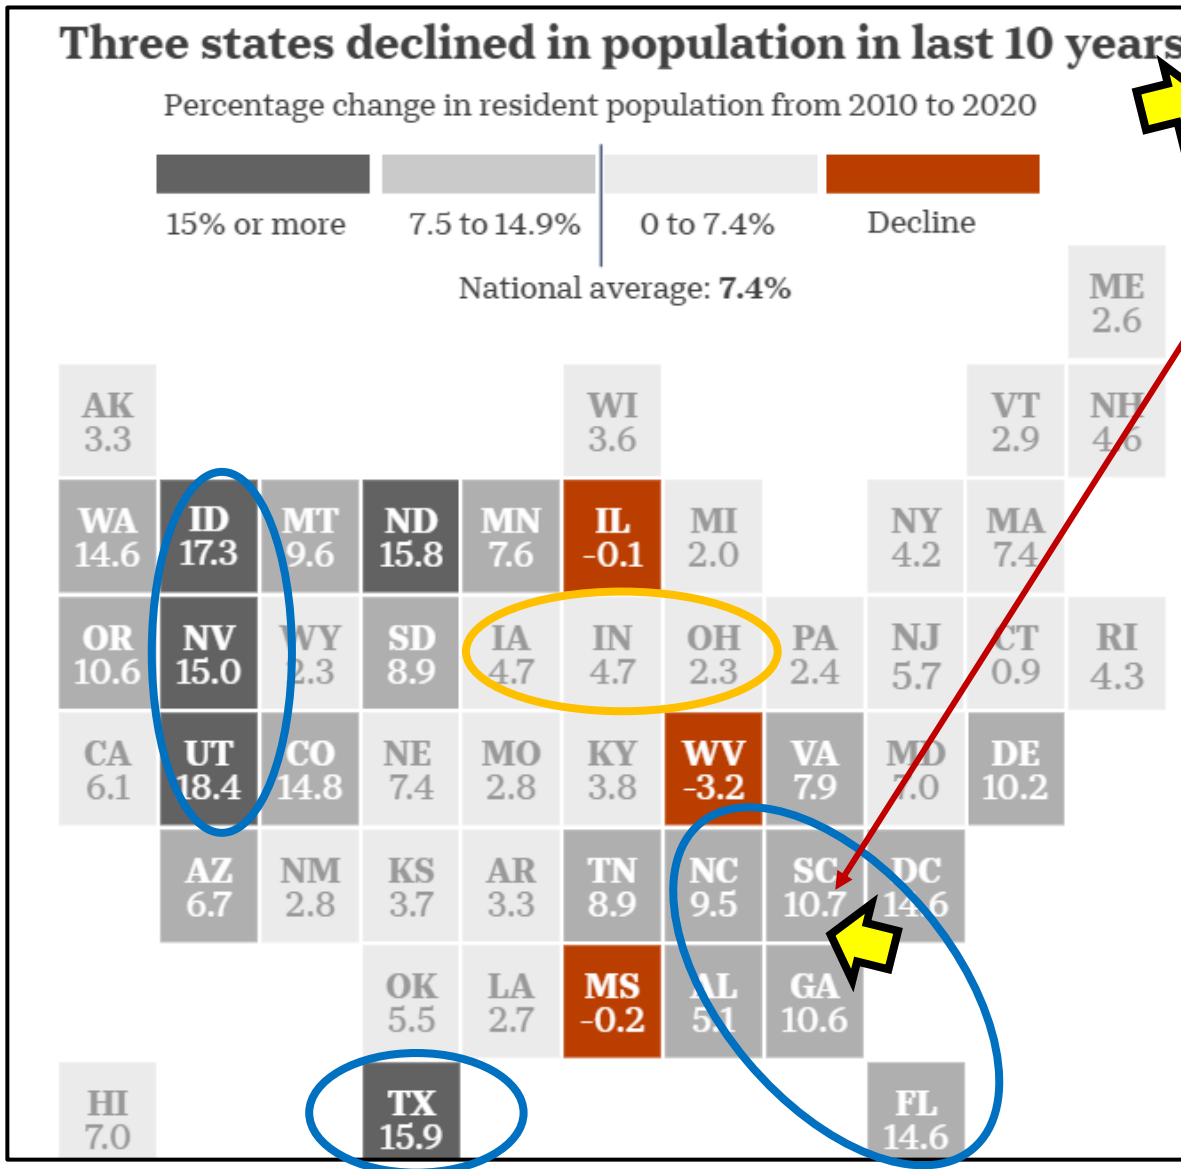 Three states declined in population in last 10 years
Percentage change in resident population from 2010 to 2020
15% or more 7.5 to 14.9% 0 to 7.4% Decline
National average: 7.4%
ME
2.6
AK WI VT NH
3.3 3.6 2.9 4.6
WA ID MT ND MN IL MI NY MA
14.6 17.3 9.6 15.8 7.6 -0.1 2.0 4.2 7.4
OR NV WY SD IA IN OH PA NJ CT RI
10.6 15.0 2.3 8.9 4.7 4.7 2.3 2.4 5.7 0.9 4.3
CA UT CO NE MO KY WV VA MD DE
6.1 18.4 14.8 7.4 2.8 3.8 -3.2 7.9 7.0 10.2
AZ NM KS AR TN NC SC DC
6.7 2.8 3.7 3.3 8.9 9.5 10.7 14.6
OK LA MS AL GA
5.5 2.7 -0.2 5.1 10.6
HI TX FL
7.0 15.9 14.6